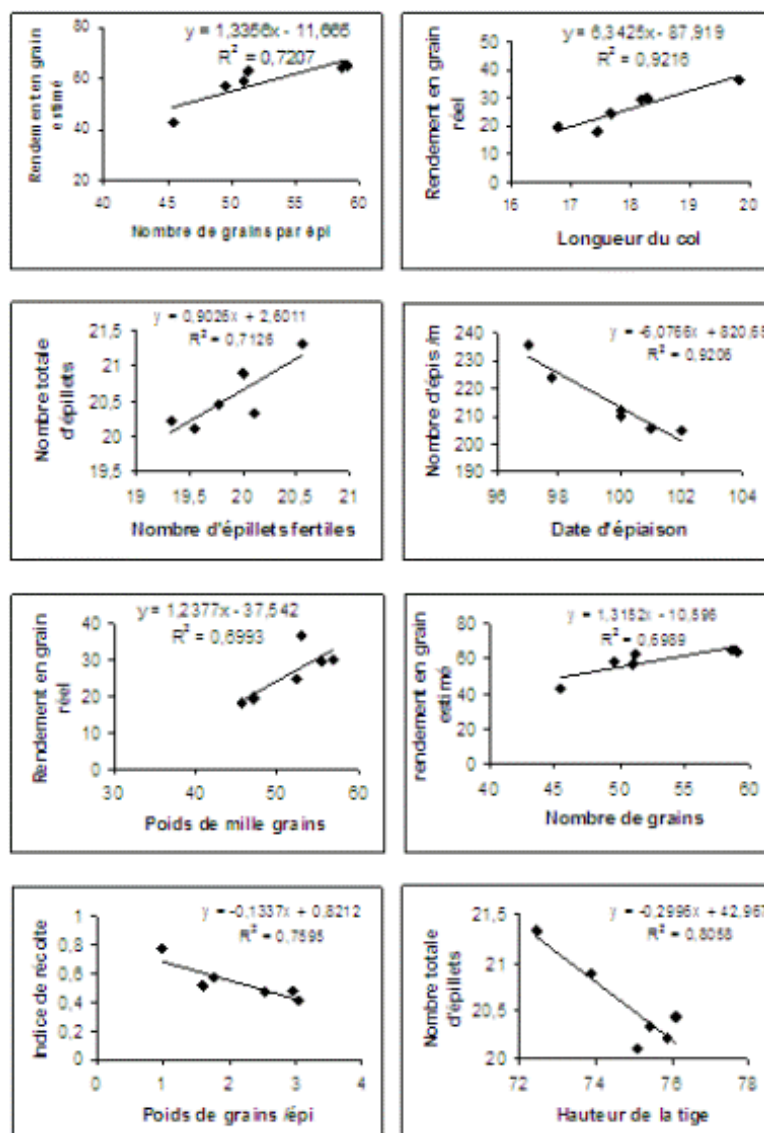 y = 1,3356x - 11,665
R² = 0,7207
Rendement en grain
estimé
80
60
40
20
40 45 50 55 60
Nombre de grains par épi
y = 6,3425x - 87,919
R² = 0,9216
Rendement en grain
réel
50
40
30
20
10
0
16 17 18 19 20
Longueur du col
y = 0,9026x + 2,6011
R² = 0,7126
Nombre totale
d'épillets
21,5
21
20,5
20
19,5
19 19,5 20 20,5 21
Nombre d'épillets fertiles
y = -6,0766x + 820,65
R² = 0,9206
Nombre d'épis /m
240
230
220
210
200
190
96 98 100 102 104
Date d'épiaison
y = 1,2377x - 37,542
R² = 0,6993
Rendement en grain
réel
40
30
20
10
0
30 40 50 60
Poids de mille grains
y = 1,3152x - 10,596
R² = 0,6989
rendement en grain
estimé
80
60
40
20
0
40 45 50 55 60
Nombre de grains
y = -0,1337x + 0,8212
R² = 0,7595
Indice de récolte
1
0,8
0,6
0,4
0,2
0
0 1 2 3 4
Poids de grains /épi
y = -0,2996x + 42,967
R² = 0,8058
Nombre totale
d'épillets
21,5
21
20,5
20
72 74 76 78
Hauteur de la tige